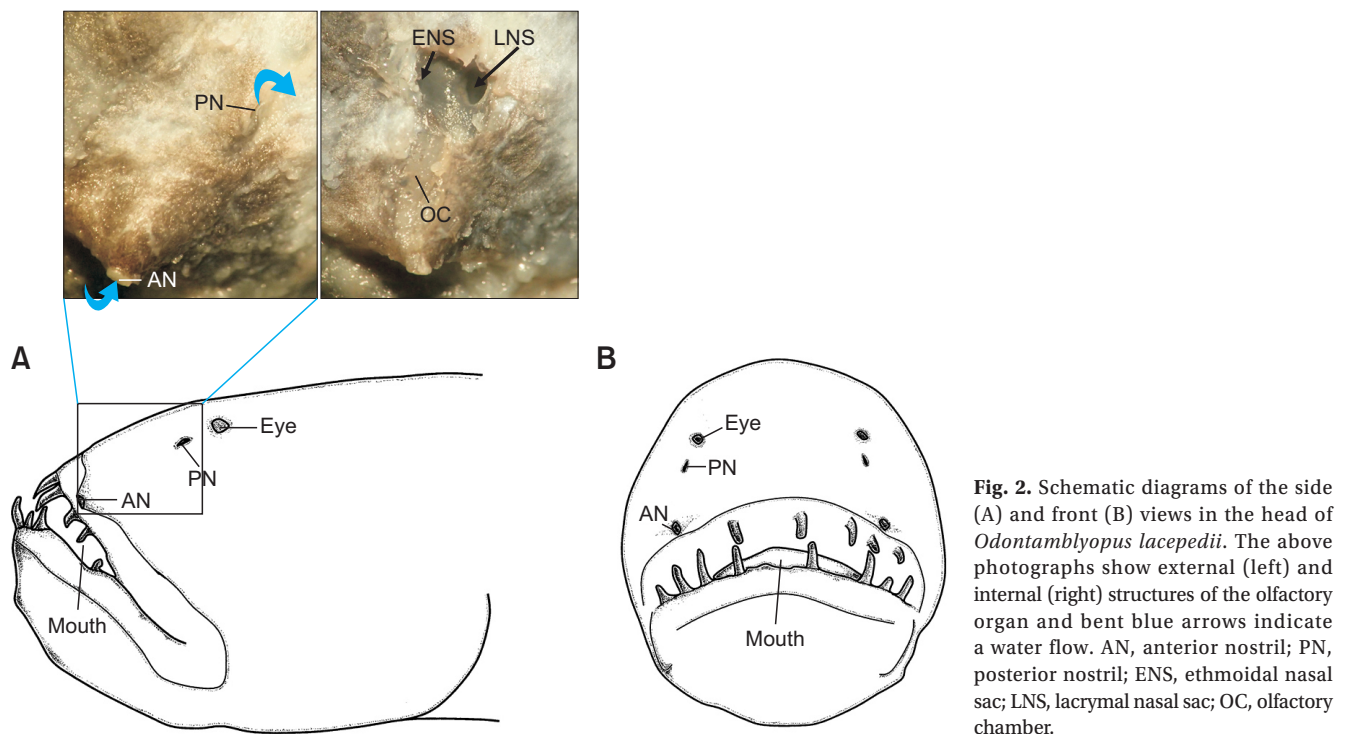 ENS
LNS
PN
OC
AN
A
B
Eye
PN
AN
Mouth
Eye
PN
AN
Mouth
Fig. 2. Schematic diagrams of the side
(A) and front (B) views in the head of
Odontamblyopus lacepedii. The above
photographs show external (left) and
internal (right) structures of the olfactory
organ and bent blue arrows indicate
a water flow. AN, anterior nostril; PN,
posterior nostril; ENS, ethmoidal nasal
sac; LNS, lacrymal nasal sac; OC, olfactory
chamber.